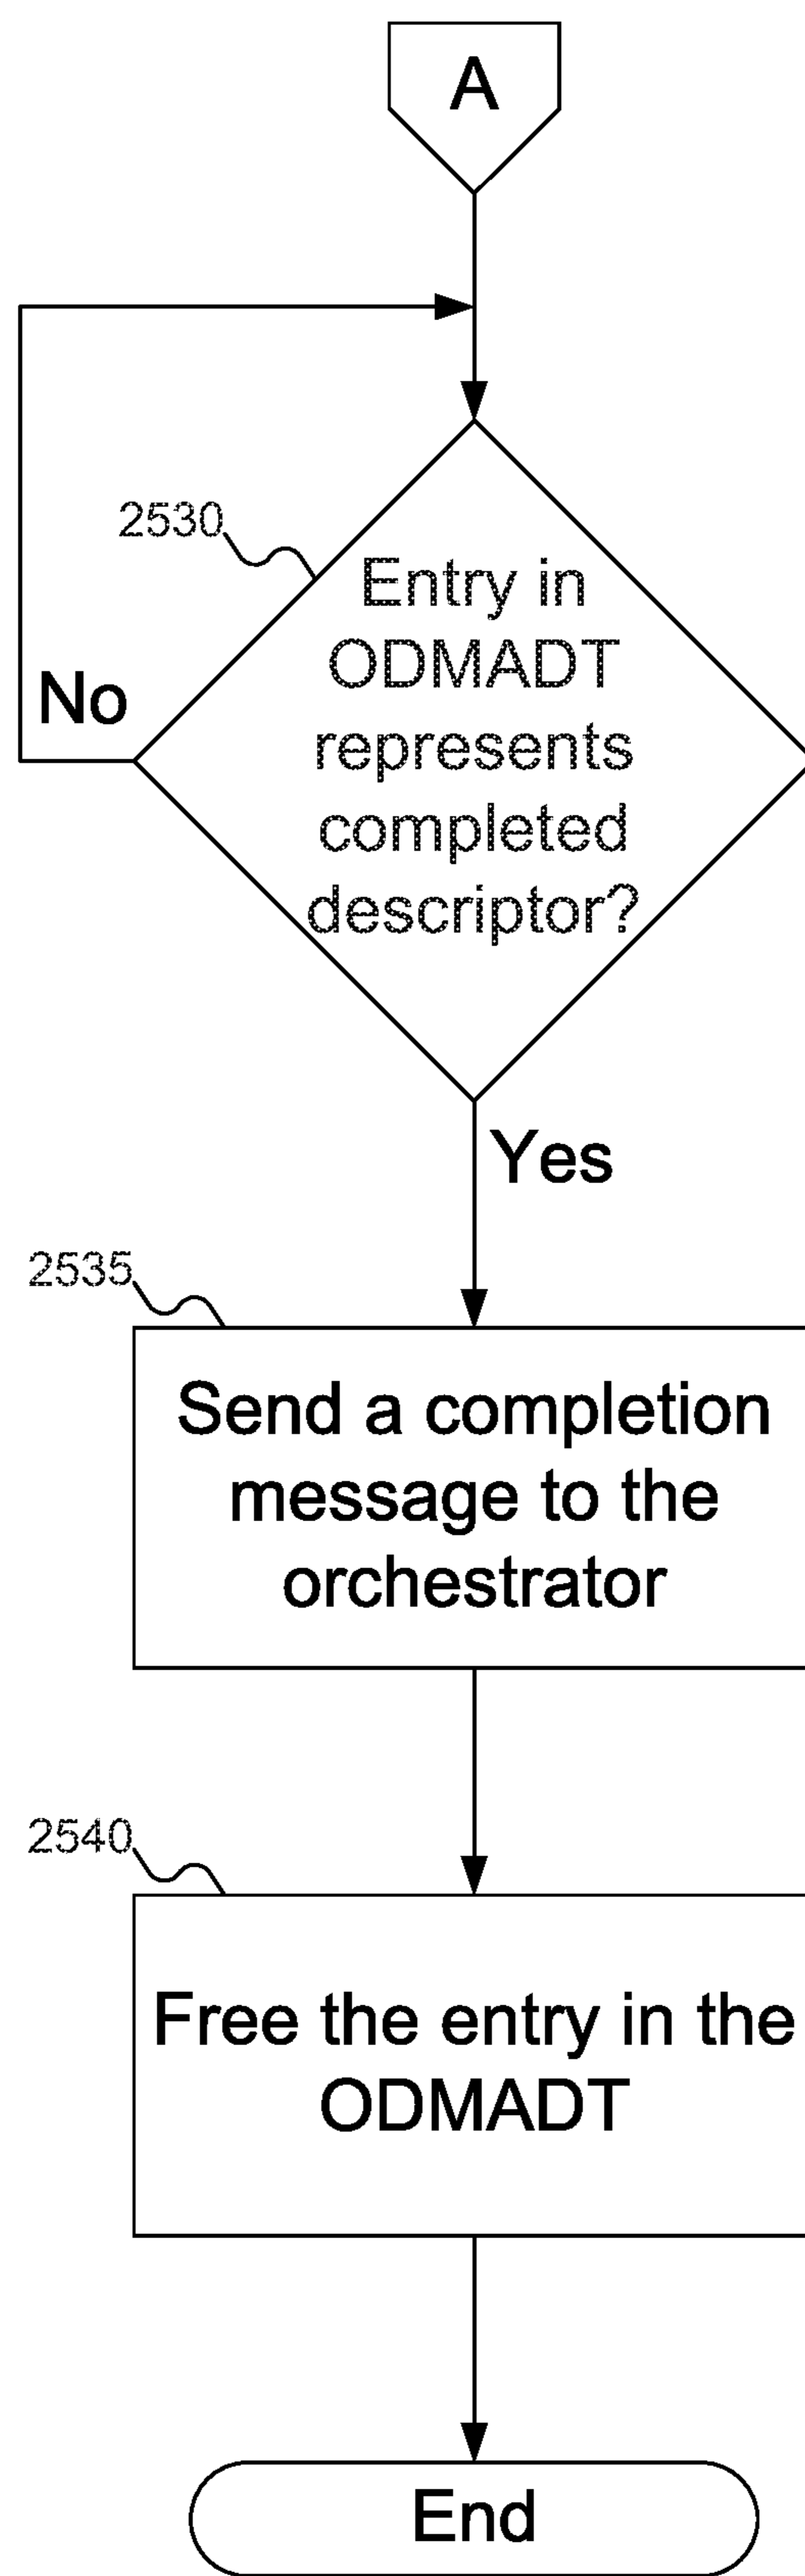 A
2530
Entry in
ODMADT
represents
completed
descriptor?
No
Yes
2535
Send a completion
message to the
orchestrator
2540
Free the entry in the
ODMADT
End